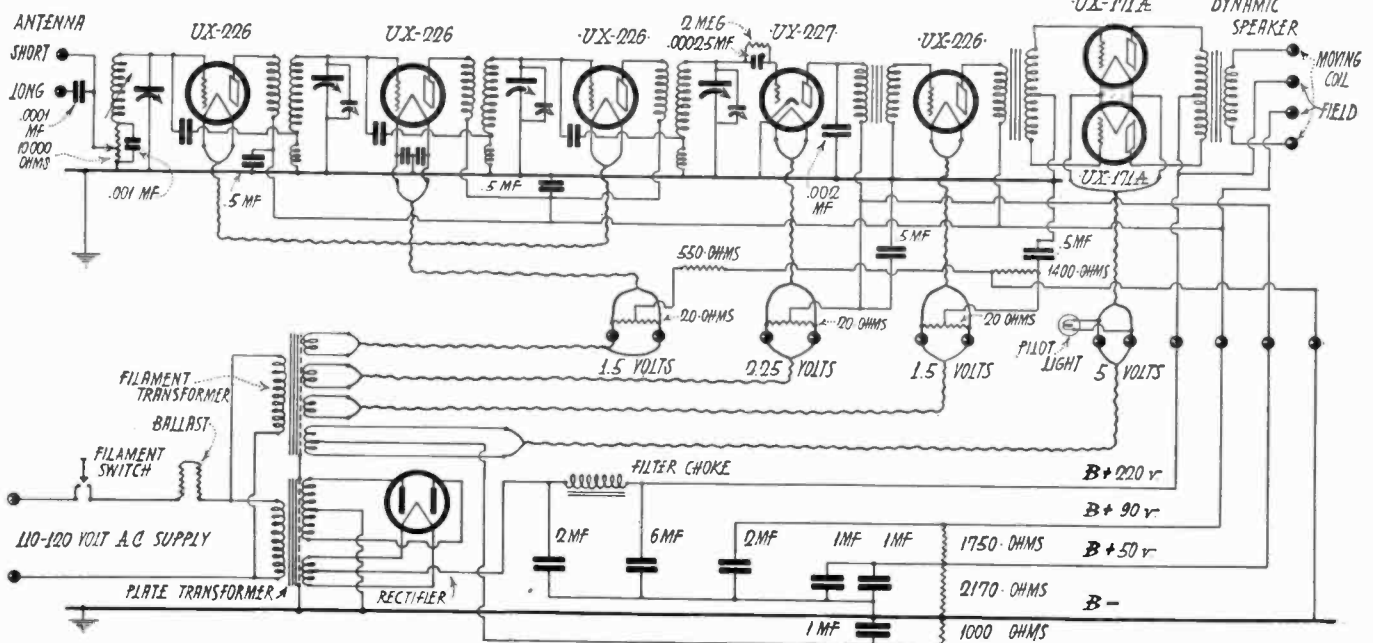 ANTENNA
SHORT
LONG
.0001
MF
10000
OHMS
.001 MF
UX-226
UX-226
UX-226
2 MEG
.00025 MF
UY-227
UX-226
UX-171A
UX-171A
DYNAMIC
SPEAKER
MOVING
COIL
FIELD
.5 MF
.5 MF
.002
MF
.5 MF
.5 MF
550 OHMS
1400 OHMS
20 OHMS
20 OHMS
20 OHMS
PILOT
LIGHT
1.5 VOLTS
2.25 VOLTS
1.5 VOLTS
5 VOLTS
FILAMENT
TRANSFORMER
BALLAST
FILAMENT
SWITCH
110-120 VOLT A.C SUPPLY
PLATE TRANSFORMER
RECTIFIER
FILTER CHOKE
2 MF
6 MF
2 MF
1 MF
1 MF
1 MF
B+ 220 v.
B+ 90 v.
1750 OHMS
B+ 50 v.
2170 OHMS
B-
1000 OHMS